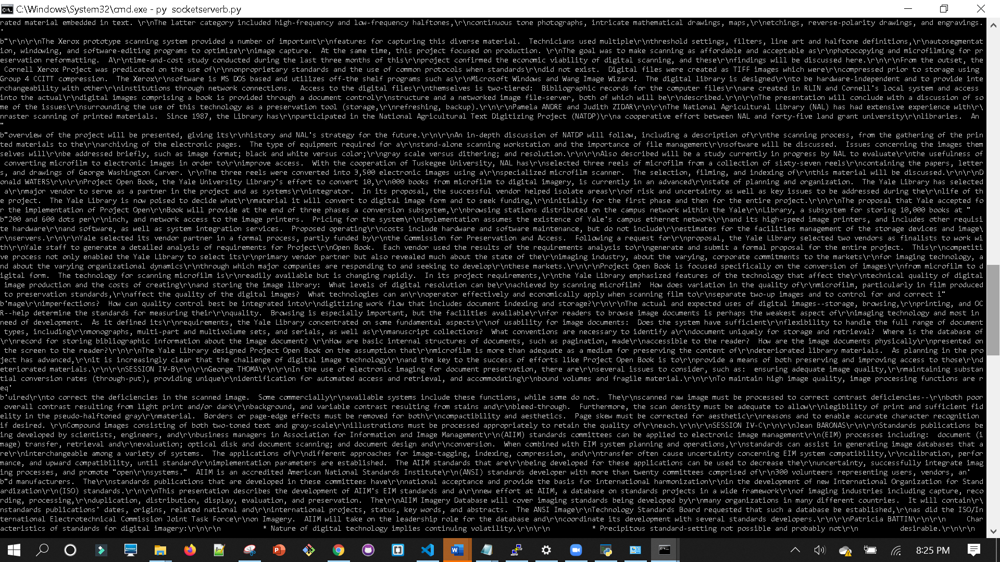 C:\Windows\System32\cmd.exe - py  socketserverb.py
rated material embedded in text. \r\nThe latter category included high-frequency and low-frequency halftones,\r\ncontinuous tone photographs, intricate mathematical drawings, maps,\r\netchings, reverse-polarity drawings, and engravings.
'
b"\r\n\r\nThe Xerox prototype scanning system provided a number of important\r\nfeatures for capturing this diverse material.  Technicians used multiple\r\nthreshold settings, filters, line art and halftone definitions,\r\nautosegmentat
ion, windowing, and software-editing programs to optimize\r\nimage capture.  At the same time, this project focused on production. \r\nThe goal was to make scanning as affordable and acceptable as\r\nphotocopying and microfilming for pr
eservation reformatting.  A\r\ntime-and-cost study conducted during the last three months of this\r\nproject confirmed the economic viability of digital scanning, and these\r\nfindings will be discussed here.\r\n\r\nFrom the outset, the
 Cornell Xerox Project was predicated on the use of\r\nnonproprietary standards and the use of common protocols when standards\r\ndid not exist.  Digital files were created as TIFF images which were\r\ncompressed prior to storage using 
Group 4 CCITT compression.  The Xerox\r\nsoftware is MS DOS based and utilizes off-the shelf programs such as\r\nMicrosoft Windows and Wang Image Wizard.  The digital library is designed\r\nto be hardware-independent and to provide inte
rchangeability with other\r\ninstitutions through network connections.  Access to the digital files\r\nthemselves is two-tiered:  Bibliographic records for the computer files\r\nare created in RLIN and Cornell's local system and access 
into the actual\r\ndigital images comprising a book is provided through a document control\r\nstructure and a networked image file-server, both of which will be\r\ndescribed.\r\n\r\nThe presentation will conclude with a discussion of so
me of the issues\r\nsurrounding the use of this technology as a preservation tool (storage,\r\nrefreshing, backup).\r\n\r\nPamela ANDRE and Judith ZIDAR\r\n\r\nThe National Agricultural Library (NAL) has had extensive experience with\r\
nraster scanning of printed materials.  Since 1987, the Library has\r\nparticipated in the National Agricultural Text Digitizing Project (NATDP)\r\na cooperative effort between NAL and forty-five land grant university\r\nlibraries.  An 
"
b"overview of the project will be presented, giving its\r\nhistory and NAL's strategy for the future.\r\n\r\nAn in-depth discussion of NATDP will follow, including a description of\r\nthe scanning process, from the gathering of the prin
ted materials to the\r\narchiving of the electronic pages.  The type of equipment required for a\r\nstand-alone scanning workstation and the importance of file management\r\nsoftware will be discussed.  Issues concerning the images them
selves will\r\nbe addressed briefly, such as image format; black and white versus color;\r\ngray scale versus dithering; and resolution.\r\n\r\nAlso described will be a study currently in progress by NAL to evaluate\r\nthe usefulness of
 converting microfilm to electronic images in order to\r\nimprove access.  With the cooperation of Tuskegee University, NAL has\r\nselected three reels of microfilm from a collection of sixty-seven reels\r\ncontaining the papers, letter
s, and drawings of George Washington Carver. \r\nThe three reels were converted into 3,500 electronic images using a\r\nspecialized microfilm scanner.  The selection, filming, and indexing of\r\nthis material will be discussed.\r\n\r\nD
onald WATERS\r\n\r\nProject Open Book, the Yale University Library's effort to convert 10,\r\n000 books from microfilm to digital imagery, is currently in an advanced\r\nstate of planning and organization.  The Yale Library has selected
 a\r\nmajor vendor to serve as a partner in the project and as systems\r\nintegrator.  In its proposal, the successful vendor helped isolate areas\r\nof risk and uncertainty as well as key issues to be addressed during the\r\nlife of th
e project.  The Yale Library is now poised to decide what\r\nmaterial it will convert to digital image form and to seek funding,\r\ninitially for the first phase and then for the entire project.\r\n\r\nThe proposal that Yale accepted fo
r the implementation of Project Open\r\nBook will provide at the end of three phases a conversion subsystem,\r\nbrowsing stations distributed on the campus network within the Yale\r\nLibrary, a subsystem for storing 10,000 books at "
b"200 and 600 dots per\r\ninch, and network access to the image printers.  Pricing for the system\r\nimplementation assumes the existence of Yale's campus ethernet network\r\nand its high-speed image printers, and includes other requisi
te hardware\r\nand software, as well as system integration services.  Proposed operating\r\ncosts include hardware and software maintenance, but do not include\r\nestimates for the facilities management of the storage devices and image\
r\nservers.\r\n\r\nYale selected its vendor partner in a formal process, partly funded by\r\nthe Commission for Preservation and Access.  Following a request for\r\nproposal, the Yale Library selected two vendors as finalists to work wi
th\r\nYale staff to generate a detailed analysis of requirements for Project\r\nOpen Book.  Each vendor used the results of the requirements analysis to\r\ngenerate and submit a formal proposal for the entire project.  This\r\ncompetiti
ve process not only enabled the Yale Library to select its\r\nprimary vendor partner but also revealed much about the state of the\r\nimaging industry, about the varying, corporate commitments to the markets\r\nfor imaging technology, a
nd about the varying organizational dynamics\r\nthrough which major companies are responding to and seeking to develop\r\nthese markets.\r\n\r\nProject Open Book is focused specifically on the conversion of images\r\nfrom microfilm to d
igital form.  The technology for scanning microfilm is\r\nreadily available but is changing rapidly.  In its project requirements,\r\nthe Yale Library emphasized features of the technology that affect the\r\ntechnical quality of digital
 image production and the costs of creating\r\nand storing the image library:  What levels of digital resolution can be\r\nachieved by scanning microfilm?  How does variation in the quality of\r\nmicrofilm, particularly in film produced
 to preservation standards,\r\naffect the quality of the digital images?  What technologies can an\r\noperator effectively and economically apply when scanning film to\r\nseparate two-up images and to control for and correct i"
b'mage\r\nimperfections?  How can quality control best be integrated into\r\ndigitizing work flow that includes document indexing and storage?\r\n\r\nThe actual and expected uses of digital images--storage, browsing,\r\nprinting, and OC
R--help determine the standards for measuring their\r\nquality.  Browsing is especially important, but the facilities available\r\nfor readers to browse image documents is perhaps the weakest aspect of\r\nimaging technology and most in 
need of development.  As it defined its\r\nrequirements, the Yale Library concentrated on some fundamental aspects\r\nof usability for image documents:  Does the system have sufficient\r\nflexibility to handle the full range of document
 types, including\r\nmonographs, multi-part and multivolume sets, and serials, as well as\r\nmanuscript collections?  What conventions are necessary to identify a\r\ndocument uniquely for storage and retrieval?  Where is the database of
\r\nrecord for storing bibliographic information about the image document? \r\nHow are basic internal structures of documents, such as pagination, made\r\naccessible to the reader?  How are the image documents physically\r\npresented on
 the screen to the reader?\r\n\r\nThe Yale Library designed Project Open Book on the assumption that\r\nmicrofilm is more than adequate as a medium for preserving the content of\r\ndeteriorated library materials.  As planning in the pro
ject has advanced,\r\nit is increasingly clear that the challenge of digital image technology\r\nand the key to the success of efforts like Project Open Book is to\r\nprovide a means of both preserving and improving access to those\r\nd
eteriorated materials.\r\n\r\nSESSION IV-B\r\n\r\nGeorge THOMA\r\n\r\nIn the use of electronic imaging for document preservation, there are\r\nseveral issues to consider, such as:  ensuring adequate image quality,\r\nmaintaining substan
tial conversion rates (through-put), providing unique\r\nidentification for automated access and retrieval, and accommodating\r\nbound volumes and fragile material.\r\n\r\nTo maintain high image quality, image processing functions are r
eq'
b'uired\r\nto correct the deficiencies in the scanned image.  Some commercially\r\navailable systems include these functions, while some do not.  The\r\nscanned raw image must be processed to correct contrast deficiencies--\r\nboth poor
 overall contrast resulting from light print and/or dark\r\nbackground, and variable contrast resulting from stains and\r\nbleed-through.  Furthermore, the scan density must be adequate to allow\r\nlegibility of print and sufficient fid
elity in the pseudo-halftoned gray\r\nmaterial.  Borders or page-edge effects must be removed for both\r\ncompactibility and aesthetics.  Page skew must be corrected for aesthetic\r\nreasons and to enable accurate character recognition 
if desired. \r\nCompound images consisting of both two-toned text and gray-scale\r\nillustrations must be processed appropriately to retain the quality of\r\neach.\r\n\r\nSESSION IV-C\r\n\r\nJean BARONAS\r\n\r\nStandards publications be
ing developed by scientists, engineers, and\r\nbusiness managers in Association for Information and Image Management\r\n(AIIM) standards committees can be applied to electronic image management\r\n(EIM) processes including:  document (i
mage) transfer, retrieval and\r\nevaluation; optical disk and document scanning; and document design and\r\nconversion.  When combined with EIM system planning and operations,\r\nstandards can assist in generating image databases that a
re\r\ninterchangeable among a variety of systems.  The applications of\r\ndifferent approaches for image-tagging, indexing, compression, and\r\ntransfer often cause uncertainty concerning EIM system compatibility,\r\ncalibration, perfor
mance, and upward compatibility, until standard\r\nimplementation parameters are established.  The AIIM standards that are\r\nbeing developed for these applications can be used to decrease the\r\nuncertainty, successfully integrate imag
ing processes, and promote "open\r\nsystems."  AIIM is an accredited American National Standards Institute\r\n(ANSI) standards developer with more than twenty committees comprised of\r\n300 volunteers representing users, vendors, an'
b"d manufacturers.  The\r\nstandards publications that are developed in these committees have\r\nnational acceptance and provide the basis for international harmonization\r\nin the development of new International Organization for Stand
ardization\r\n(ISO) standards.\r\n\r\nThis presentation describes the development of AIIM's EIM standards and a\r\nnew effort at AIIM, a database on standards projects in a wide framework\r\nof imaging industries including capture, reco
rding, processing,\r\nduplication, distribution, display, evaluation, and preservation.  The\r\nAIIM Imagery Database will cover imaging standards being developed by\r\nmany organizations in many different countries.  It will contain\r\
nstandards publications' dates, origins, related national and\r\ninternational projects, status, key words, and abstracts.  The ANSI Image\r\nTechnology Standards Board requested that such a database be established,\r\nas did the ISO/In
ternational Electrotechnical Commission Joint Task Force\r\non Imagery.  AIIM will take on the leadership role for the database and\r\ncoordinate its development with several standards developers.\r\n\r\nPatricia BATTIN\r\n\r\n     Char
acteristics of standards for digital imagery:\r\n\r\n          * Nature of digital technology implies continuing volatility.\r\n\r\n          * Precipitous standard-setting not possible and probably not\r\n          desirable.\r\n\r\n
8:25 PM